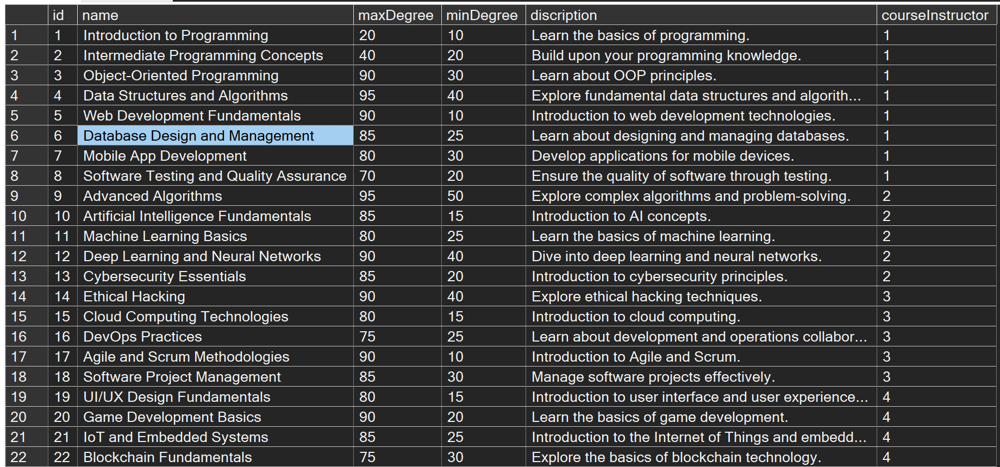 id name maxDegree minDegree discription courseInstructor
1 1 Introduction to Programming 20 10 Learn the basics of programming. 1
2 2 Intermediate Programming Concepts 40 20 Build upon your programming knowledge. 1
3 3 Object-Oriented Programming 90 30 Learn about OOP principles. 1
4 4 Data Structures and Algorithms 95 40 Explore fundamental data structures and algorith... 1
5 5 Web Development Fundamentals 90 10 Introduction to web development technologies. 1
6 6 Database Design and Management 85 25 Learn about designing and managing databases. 1
7 7 Mobile App Development 80 30 Develop applications for mobile devices. 1
8 8 Software Testing and Quality Assurance 70 20 Ensure the quality of software through testing. 1
9 9 Advanced Algorithms 95 50 Explore complex algorithms and problem-solving. 2
10 10 Artificial Intelligence Fundamentals 85 15 Introduction to AI concepts. 2
11 11 Machine Learning Basics 80 25 Learn the basics of machine learning. 2
12 12 Deep Learning and Neural Networks 90 40 Dive into deep learning and neural networks. 2
13 13 Cybersecurity Essentials 85 20 Introduction to cybersecurity principles. 2
14 14 Ethical Hacking 90 40 Explore ethical hacking techniques. 3
15 15 Cloud Computing Technologies 80 15 Introduction to cloud computing. 3
16 16 DevOps Practices 75 25 Learn about development and operations collabor... 3
17 17 Agile and Scrum Methodologies 90 10 Introduction to Agile and Scrum. 3
18 18 Software Project Management 85 30 Manage software projects effectively. 3
19 19 UI/UX Design Fundamentals 80 15 Introduction to user interface and user experience... 4
20 20 Game Development Basics 90 20 Learn the basics of game development. 4
21 21 IoT and Embedded Systems 85 25 Introduction to the Internet of Things and embedd... 4
22 22 Blockchain Fundamentals 75 30 Explore the basics of blockchain technology. 4